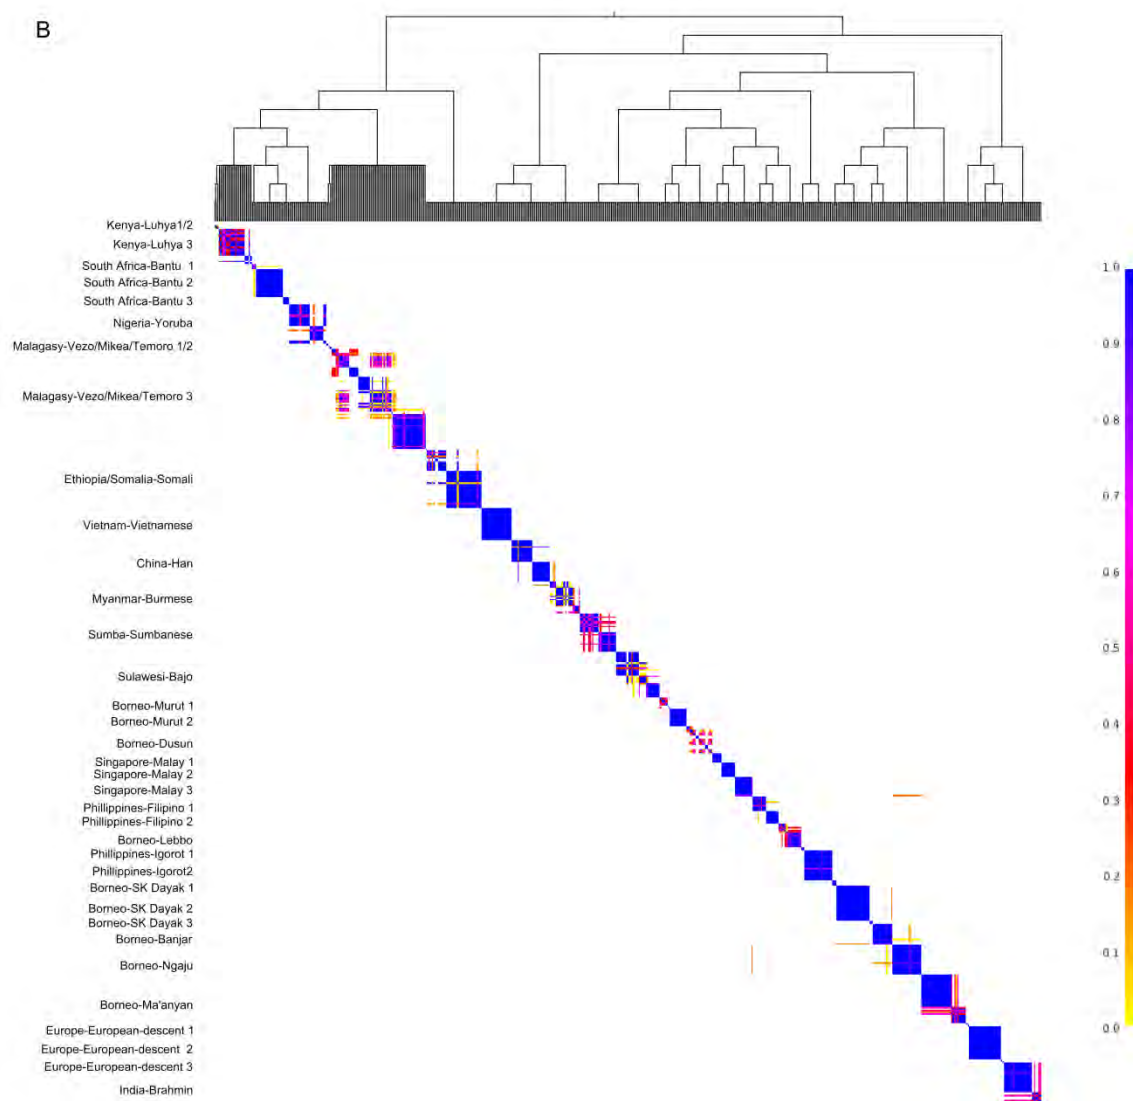 B
Kenya-Luhya1/2
Kenya-Luhya 3
South Africa-Bantu 1
South Africa-Bantu 2
South Africa-Bantu 3
Nigeria-Yoruba
Malagasy-Vezo/Mikea/Temoro 1/2
Malagasy-Vezo/Mikea/Temoro 3
Ethiopia/Somalia-Somali
Vietnam-Vietnamese
China-Han
Myanmar-Burmese
Sumba-Sumbanese
Sulawesi-Bajo
Borneo-Murut 1
Borneo-Murut 2
Borneo-Dusun
Singapore-Malay 1
Singapore-Malay 2
Singapore-Malay 3
Phillippines-Filipino 1
Phillippines-Filipino 2
Borneo-Lebbo
Phillippines-Igorot 1
Phillippines-Igorot2
Borneo-SK Dayak 1
Borneo-SK Dayak 2
Borneo-SK Dayak 3
Borneo-Banjar
Borneo-Ngaju
Borneo-Ma'anyan
Europe-European-descent 1
Europe-European-descent 2
Europe-European-descent 3
India-Brahmin
1.0
0.9
0.8
0.7
0.6
0.5
0.4
0.3
0.2
0.1
0.0